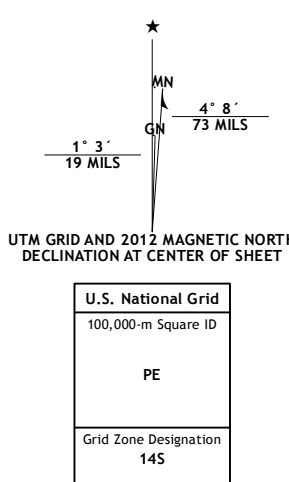 ★
MN
4° 8´
73 MILS
GN
1° 3´
19 MILS
UTM GRID AND 2012 MAGNETIC NORTH
DECLINATION AT CENTER OF SHEET
U.S. National Grid
100,000-m Square ID
PE
Grid Zone Designation
14S